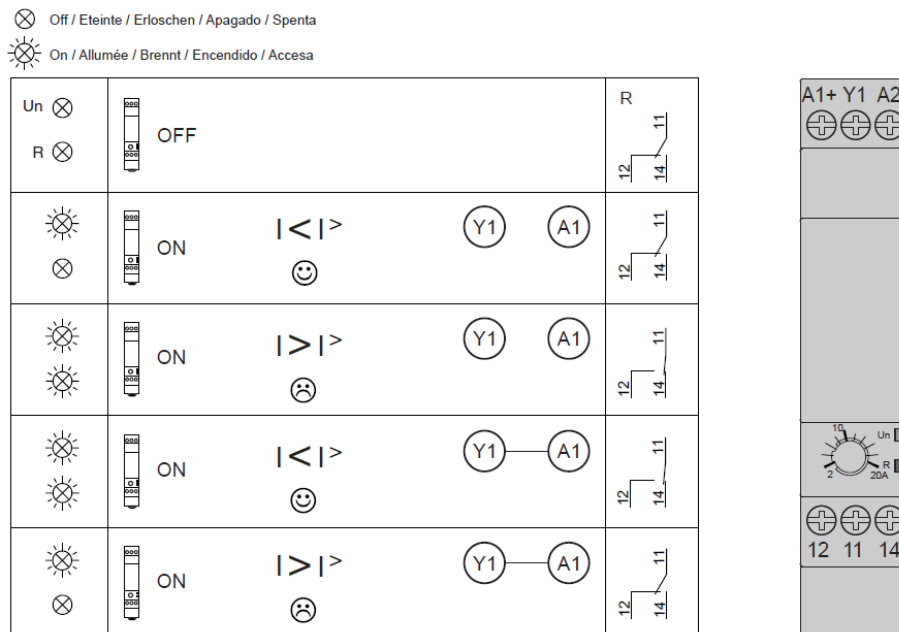 Off / Eteinte / Erloschen / Apagado / Spenta
On / Allumée / Brennt / Encendido / Accesa
Un
R
OFF
R
11
12 14
ON
I < I >
Y1 A1
11
12 14
ON
I > I >
Y1 A1
11
12 14
ON
I < I >
Y1 A1
11
12 14
ON
I > I >
Y1 A1
11
12 14
A1+ Y1 A2
10
Un
2
R
20A
12 11 14